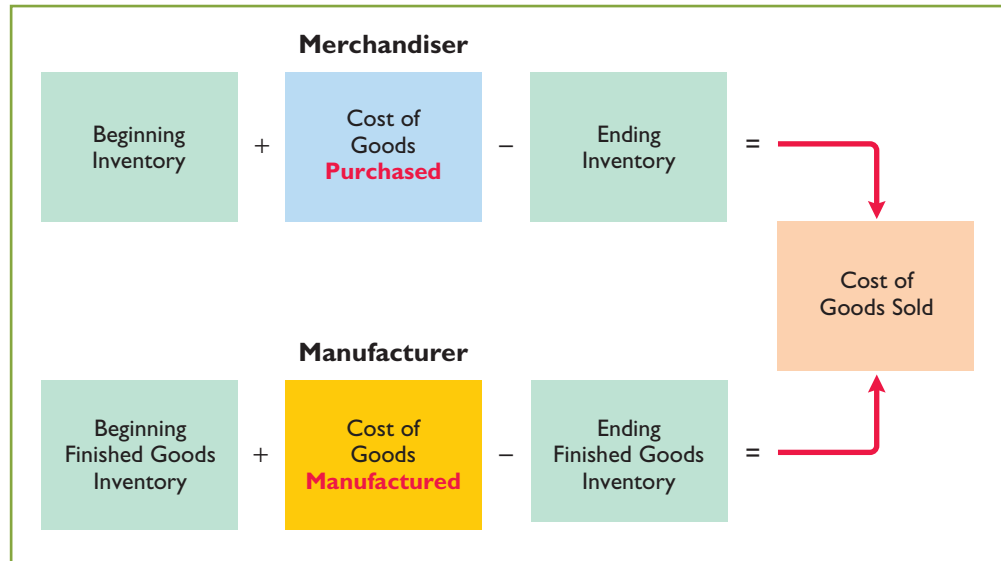 Merchandiser
Beginning
Inventory
+
Cost of
Goods
Purchased
–
Ending
Inventory
=
Cost of
Goods Sold
Manufacturer
Beginning
Finished Goods
Inventory
+
Cost of
Goods
Manufactured
–
Ending
Finished Goods
Inventory
=